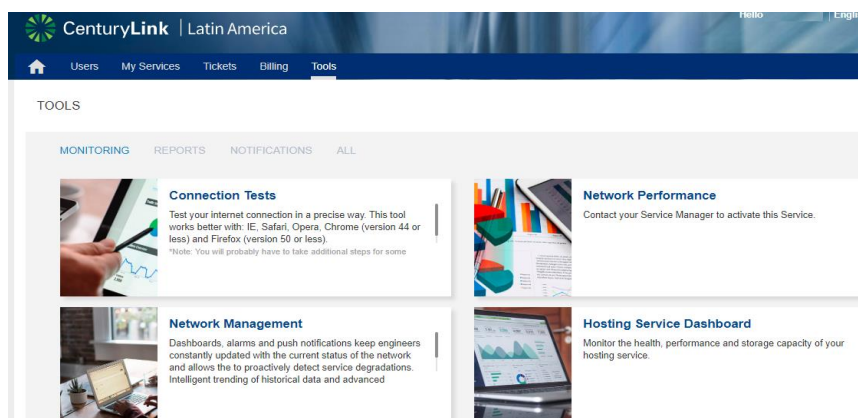 CenturyLink | Latin America
Hello | Englis
Users My Services Tickets Billing Tools
TOOLS
MONITORING REPORTS NOTIFICATIONS ALL
Connection Tests
Test your internet connection in a precise way. This tool
works better with: IE, Safari, Opera, Chrome (version 44 or
less) and Firefox (version 50 or less).
*Note: You will probably have to take additional steps for some
Network Performance
Contact your Service Manager to activate this Service.
Network Management
Dashboards, alarms and push notifications keep engineers
constantly updated with the current status of the network
and allows the to proactively detect service degradations.
Intelligent trending of historical data and advanced
Hosting Service Dashboard
Monitor the health, performance and storage capacity of your
hosting service.